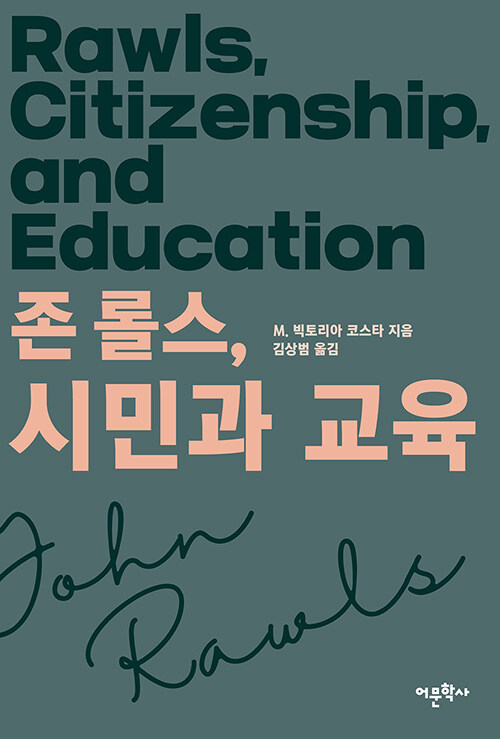 Rawls,
Citizenship,
and
Education
존 롤스,
M. 빅토리아 코스타 지음
김상범 옮김
시민과 교육
John
Rawls
어문학사